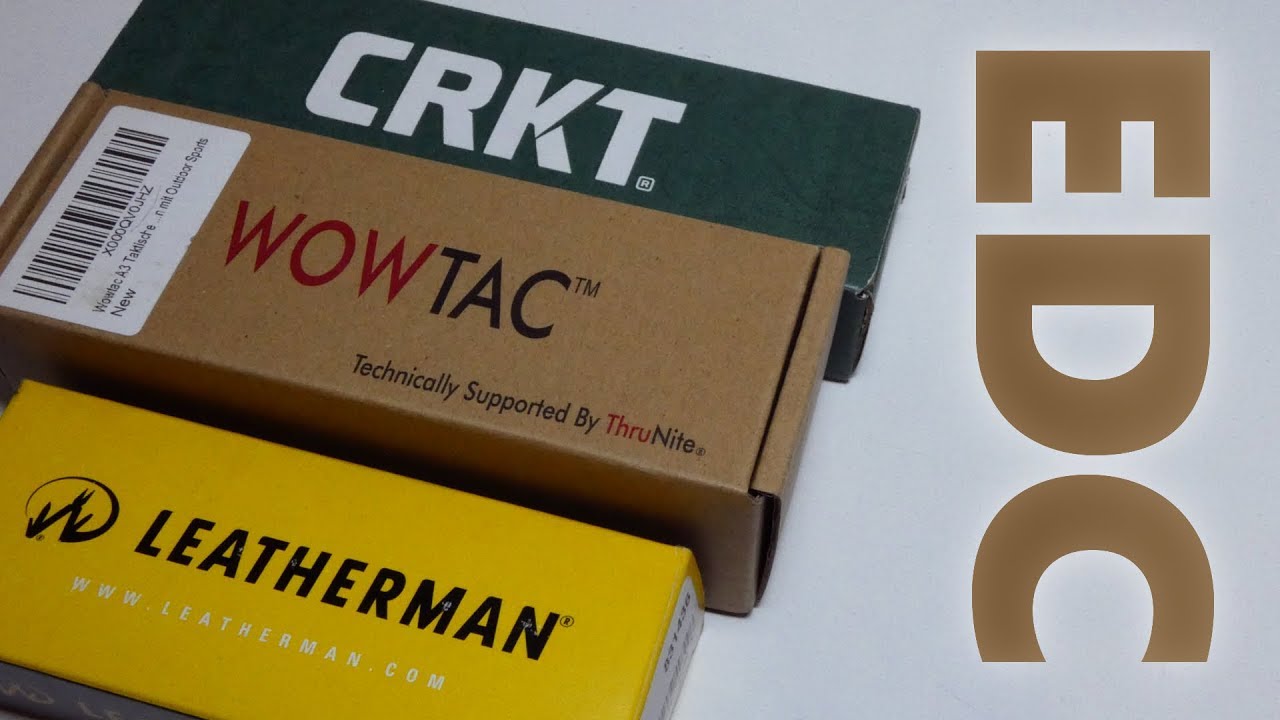 CRKT®
X000QV0JHZ
Wowtac A3 Taktische ...n mit Outdoor Sports
New
WOWTAC™
Technically Supported By ThruNite®
LEATHERMAN®
WWW.LEATHERMAN.COM
831436
EDC